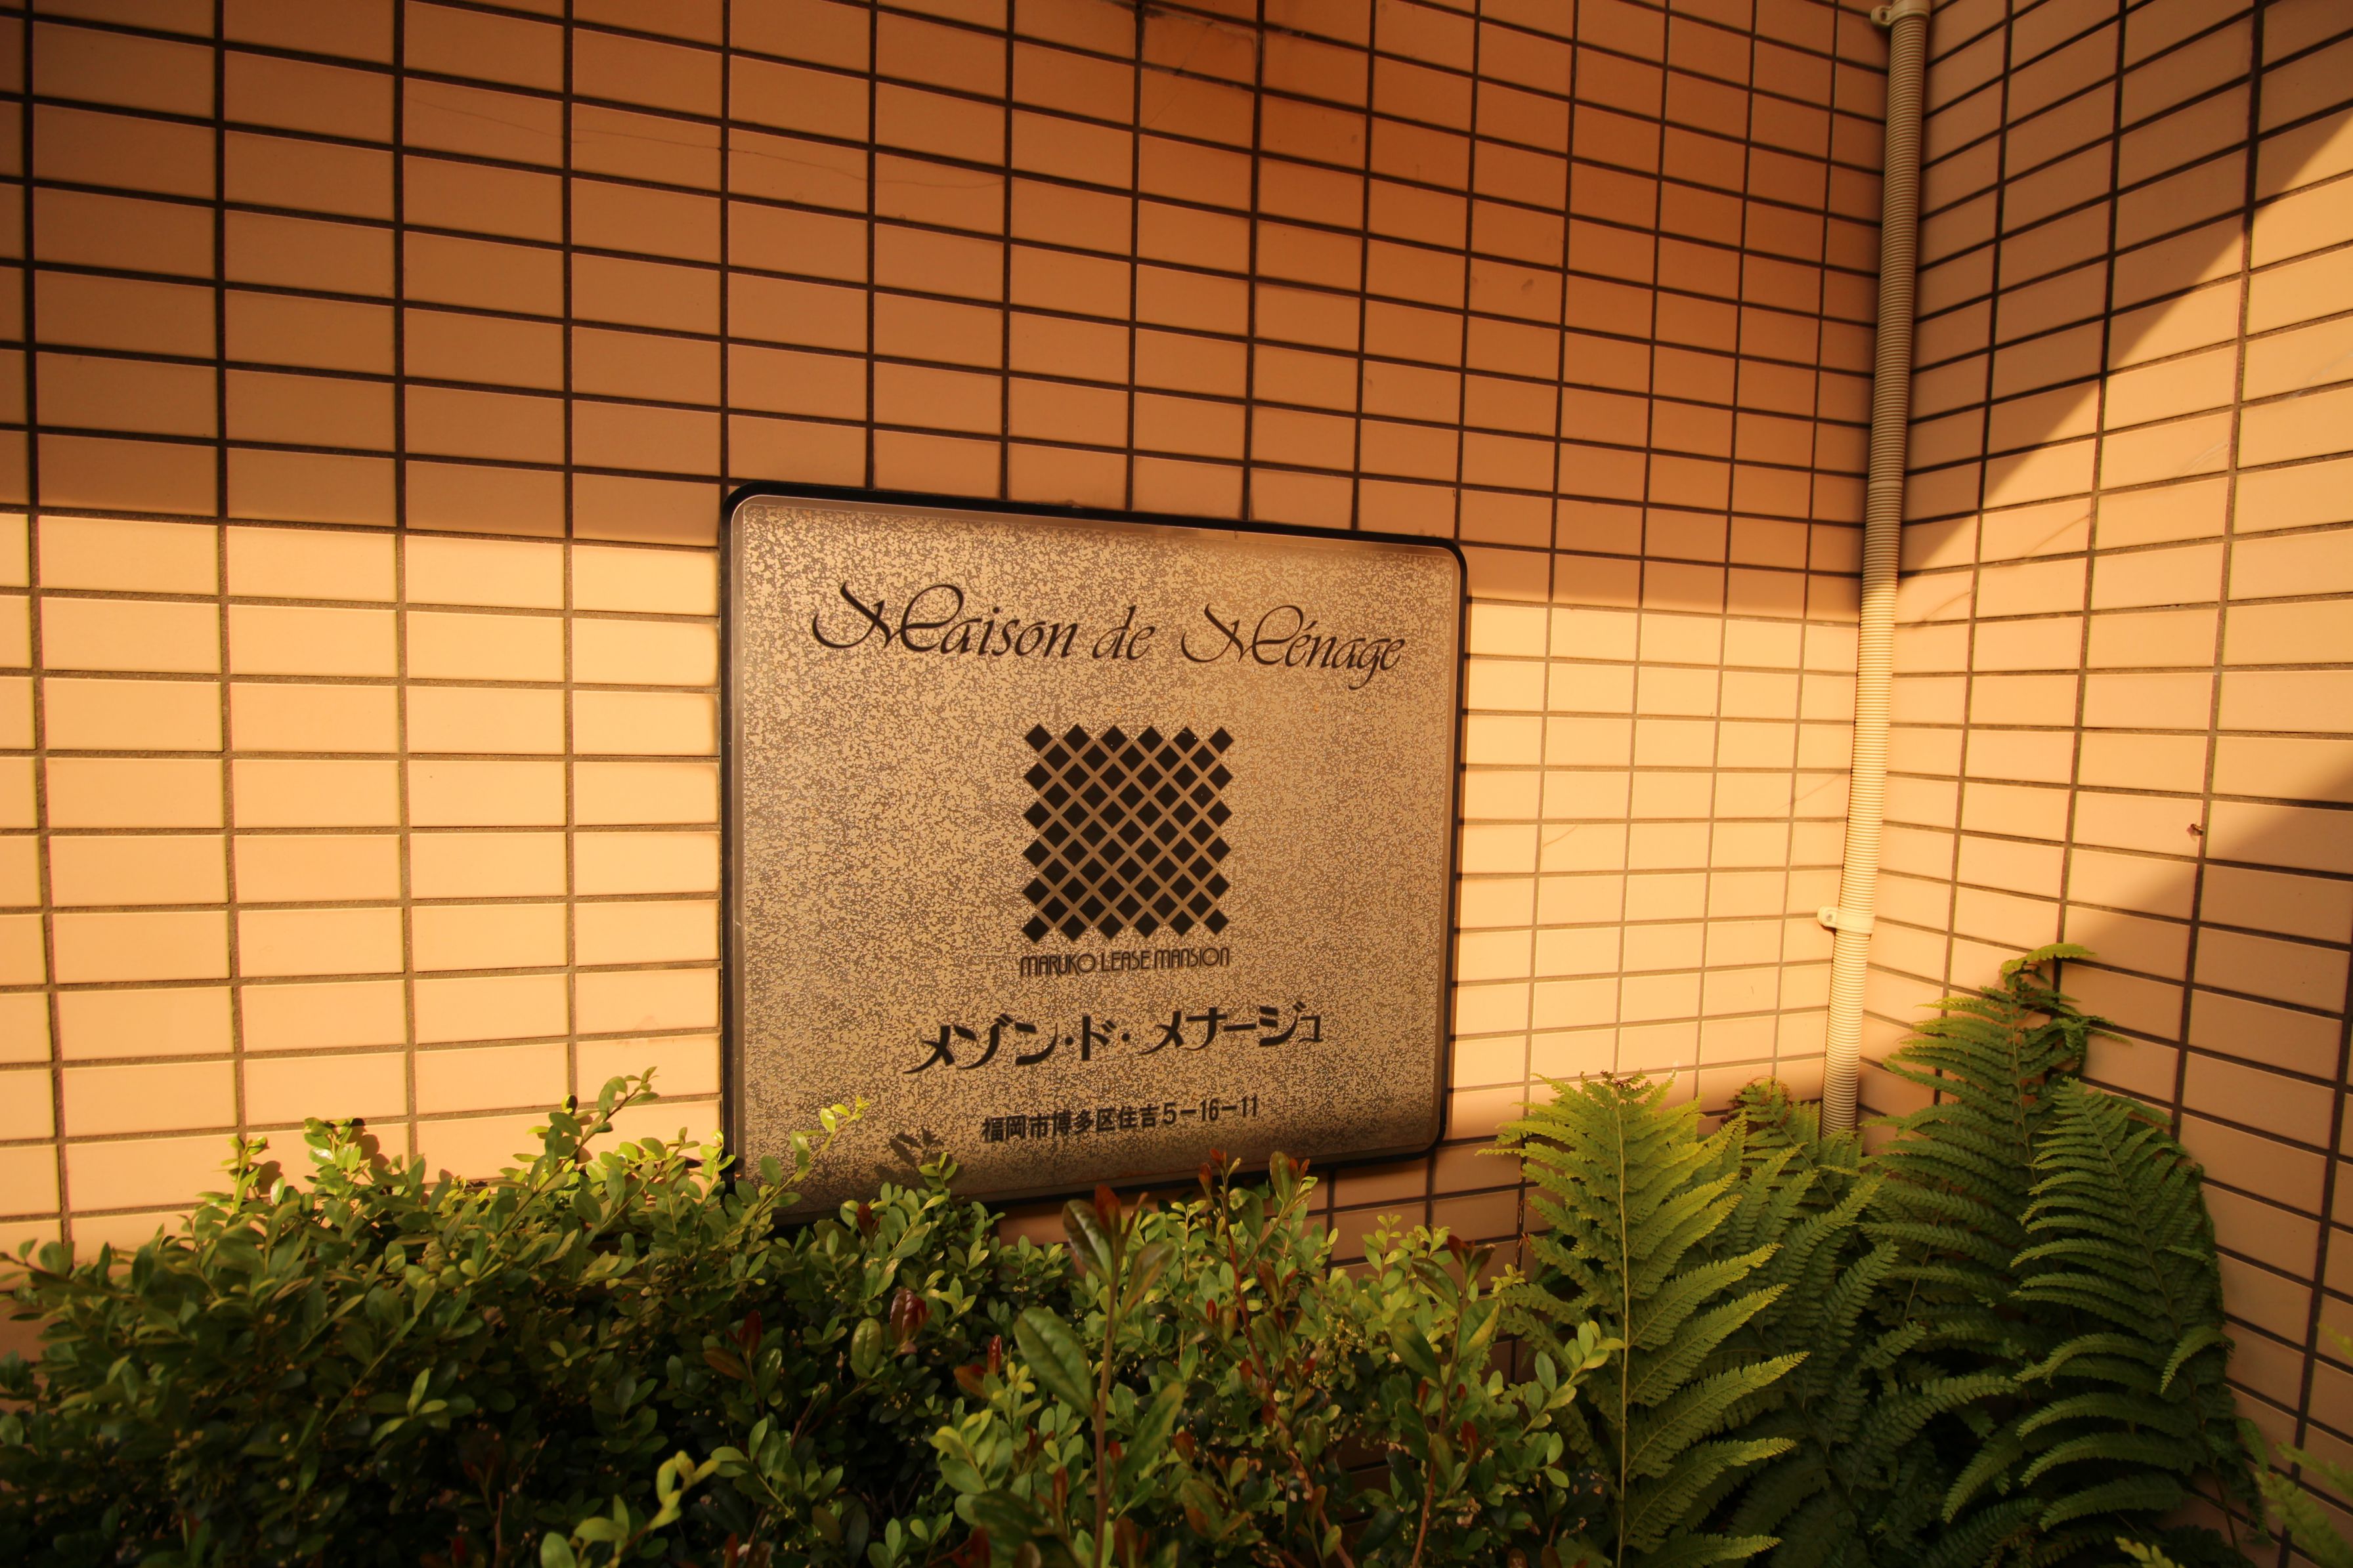 Maison de Ménage
MARUKO LEASE MANSION
メゾン・ド・メナージュ
福岡市博多区住吉5-16-11